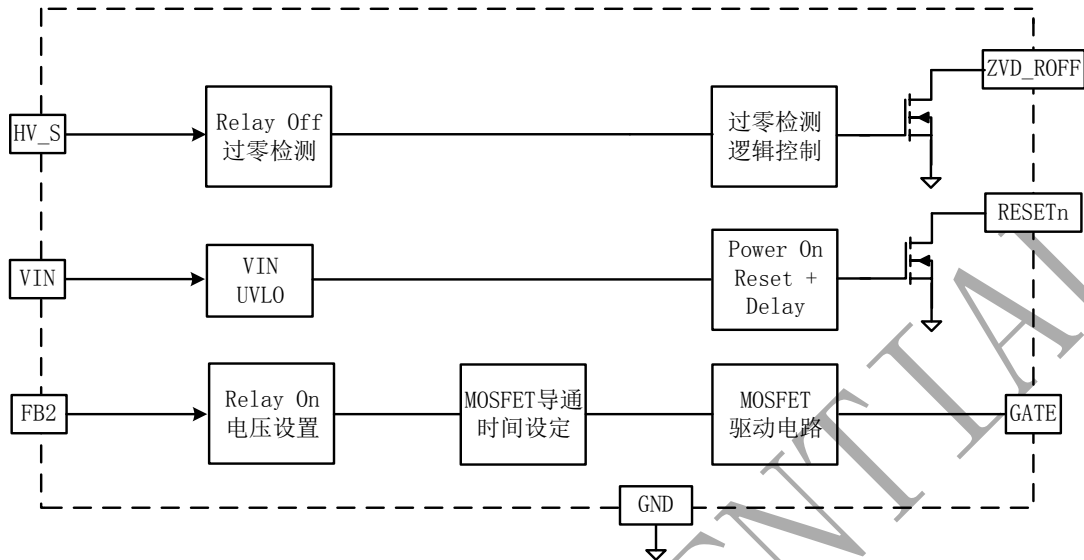 ZVD_ROFF
HV_S
Relay Off
过零检测
过零检测
逻辑控制
RESETn
VIN
VIN
UVLO
Power On
Reset +
Delay
FB2
Relay On
电压设置
MOSFET导通
时间设定
MOSFET
驱动电路
GATE
GND
NTIAL